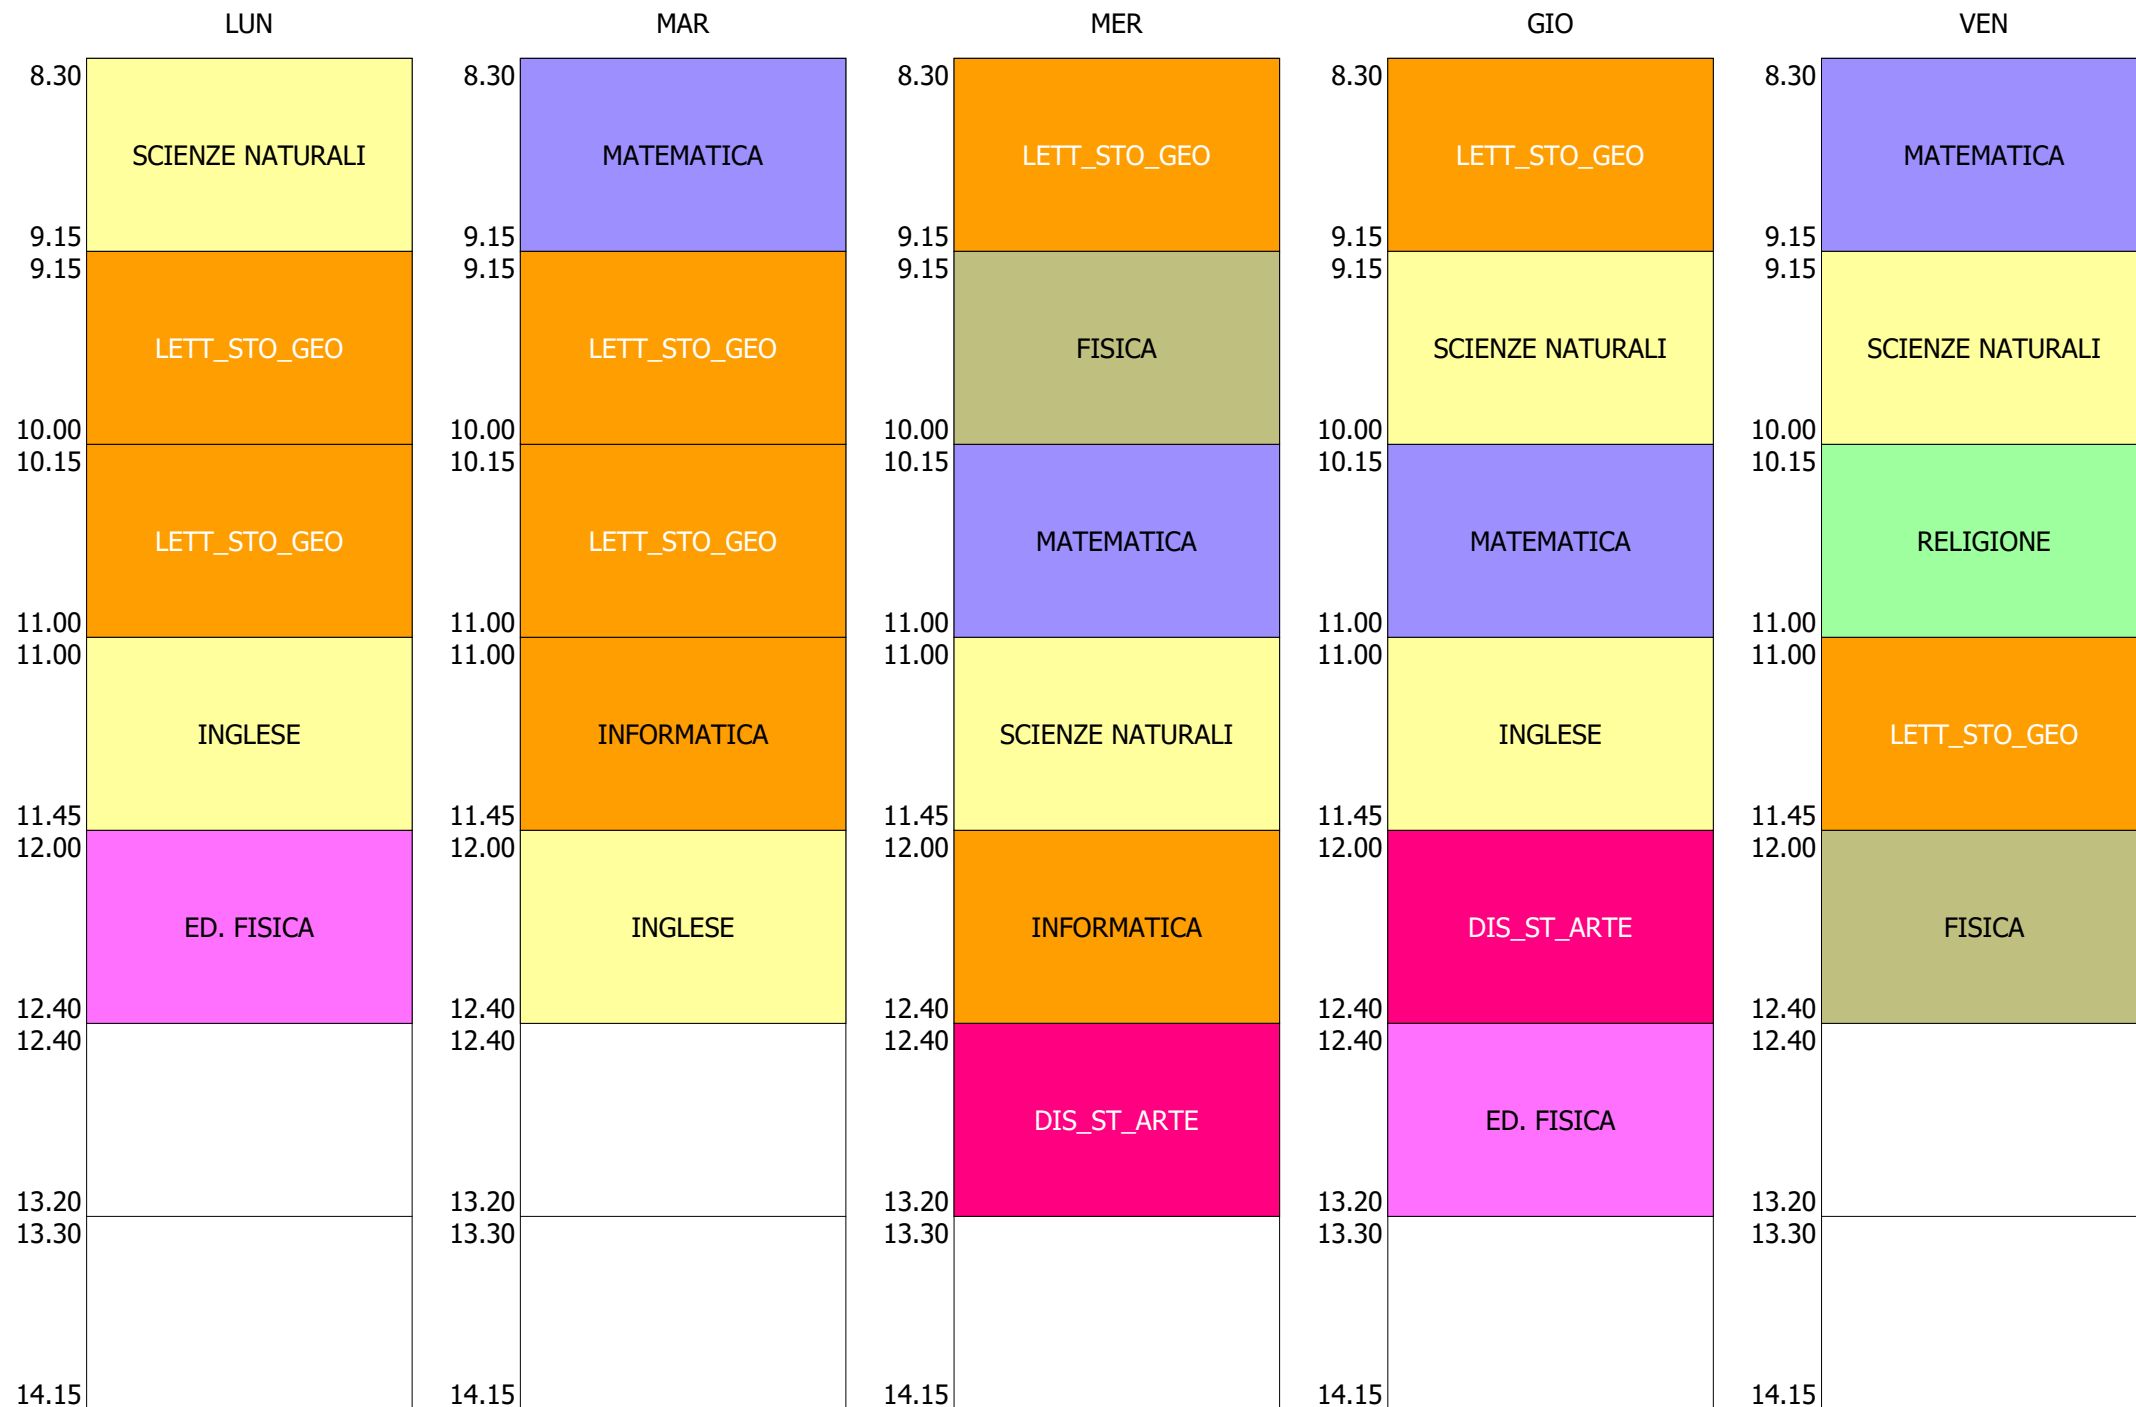 LUN MAR MER GIO VEN
8.30 8.30 8.30 8.30 8.30
SCIENZE NATURALI MATEMATICA LETT_STO_GEO LETT_STO_GEO MATEMATICA
9.15 9.15 9.15 9.15 9.15
9.15 9.15 9.15 9.15 9.15
LETT_STO_GEO LETT_STO_GEO FISICA SCIENZE NATURALI SCIENZE NATURALI
10.00 10.00 10.00 10.00 10.00
10.15 10.15 10.15 10.15 10.15
LETT_STO_GEO LETT_STO_GEO MATEMATICA MATEMATICA RELIGIONE
11.00 11.00 11.00 11.00 11.00
11.00 11.00 11.00 11.00 11.00
INGLESE INFORMATICA SCIENZE NATURALI INGLESE LETT_STO_GEO
11.45 11.45 11.45 11.45 11.45
12.00 12.00 12.00 12.00 12.00
ED. FISICA INGLESE INFORMATICA DIS_ST_ARTE FISICA
12.40 12.40 12.40 12.40 12.40
12.40 12.40 12.40 12.40 12.40
DIS_ST_ARTE ED. FISICA
13.20 13.20 13.20 13.20 13.20
13.30 13.30 13.30 13.30 13.30
14.15 14.15 14.15 14.15 14.15